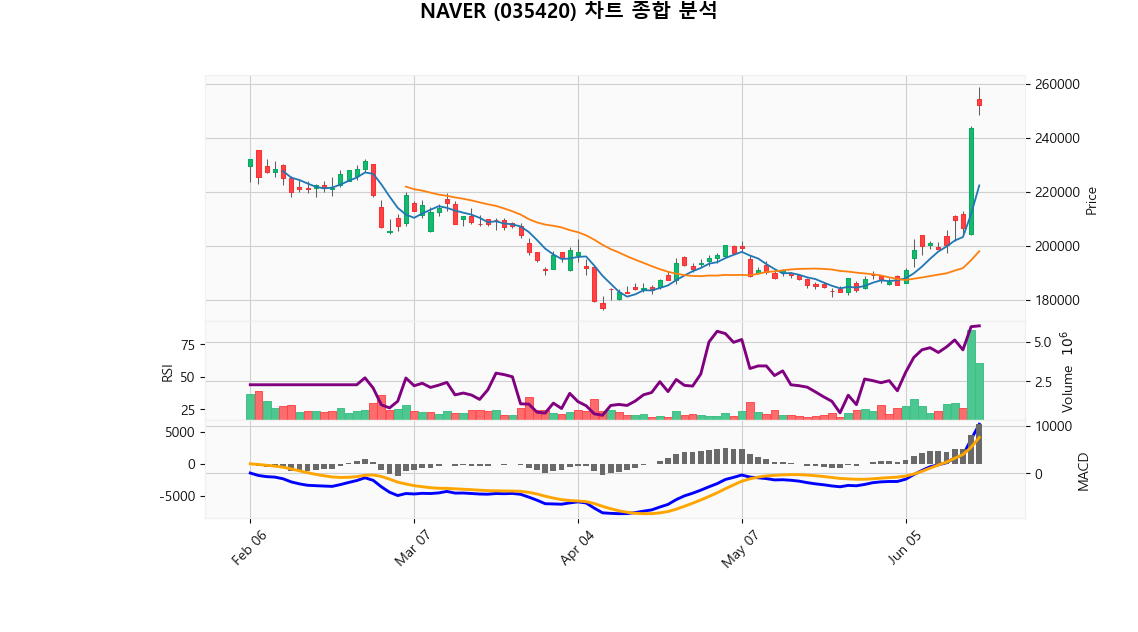 NAVER (035420) 차트 종합 분석
260000
240000
220000
200000
180000
Price
75
50
25
RSI
5.0
2.5
Volume 10^6
5000
0
-5000
10000
0
MACD
Feb 06
Mar 07
Apr 04
May 07
Jun 05